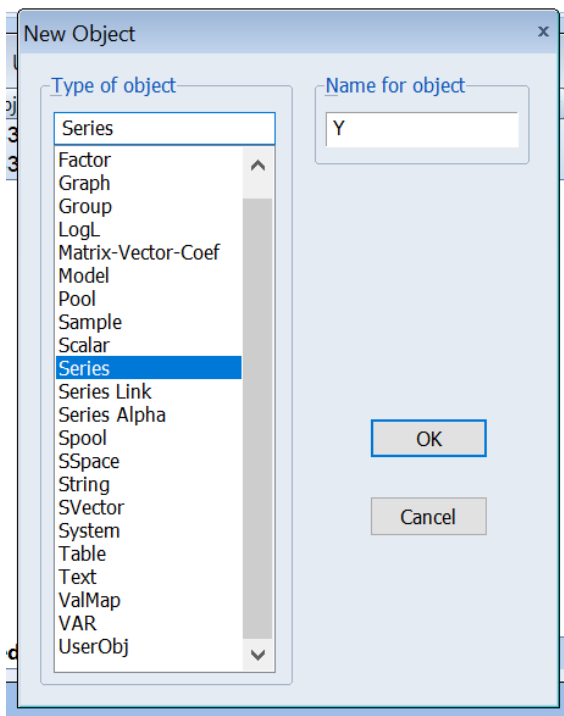 New Object
x
Type of object
Name for object
Series
Y
Factor
Graph
Group
LogL
Matrix-Vector-Coef
Model
Pool
Sample
Scalar
Series
Series Link
Series Alpha
Spool
SSpace
String
SVector
System
Table
Text
ValMap
VAR
UserObj
OK
Cancel